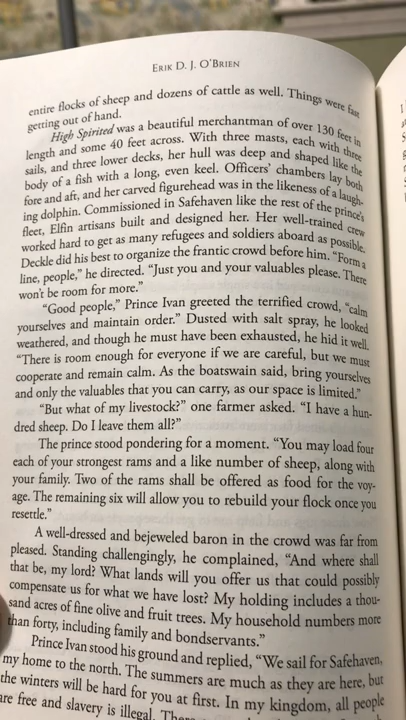 ERIK D. J. O'BRIEN
entire flocks of sheep and dozens of cattle as well. Things were fast
getting out of hand.
High Spirited was a beautiful merchantman of over 130 feet in
length and some 40 feet across. With three masts, each with three
sails, and three lower decks, her hull was deep and shaped like the
body of a fish with a long, even keel. Officers' chambers lay both
fore and aft, and her carved figurehead was in the likeness of a laugh-
ing dolphin. Commissioned in Safehaven like the rest of the prince's
fleet, Elfin artisans built and designed her. Her well-trained crew
worked hard to get as many refugees and soldiers aboard as possible.
Deckle did his best to organize the frantic crowd before him. "Form a
line, people," he directed. "Just you and your valuables please. There
won't be room for more."
"Good people," Prince Ivan greeted the terrified crowd, "calm
yourselves and maintain order." Dusted with salt spray, he looked
weathered, and though he must have been exhausted, he hid it well.
"There is room enough for everyone if we are careful, but we must
cooperate and remain calm. As the boatswain said, bring yourselves
and only the valuables that you can carry, as our space is limited."
"But what of my livestock?" one farmer asked. "I have a hun-
dred sheep. Do I leave them all?"
The prince stood pondering for a moment. "You may load four
each of your strongest rams and a like number of sheep, along with
your family. Two of the rams shall be offered as food for the voy-
age. The remaining six will allow you to rebuild your flock once you
resettle."
A well-dressed and bejeweled baron in the crowd was far from
pleased. Standing challengingly, he complained, "And where shall
that be, my lord? What lands will you offer us that could possibly
compensate us for what we have lost? My holding includes a thou-
sand acres of fine olive and fruit trees. My household numbers more
than forty, including family and bondservants."
Prince Ivan stood his ground and replied, "We sail for Safehaven,
my home to the north. The summers are much as they are here, but
the winters will be hard for you at first. In my kingdom, all people
are free and slavery is illegal.